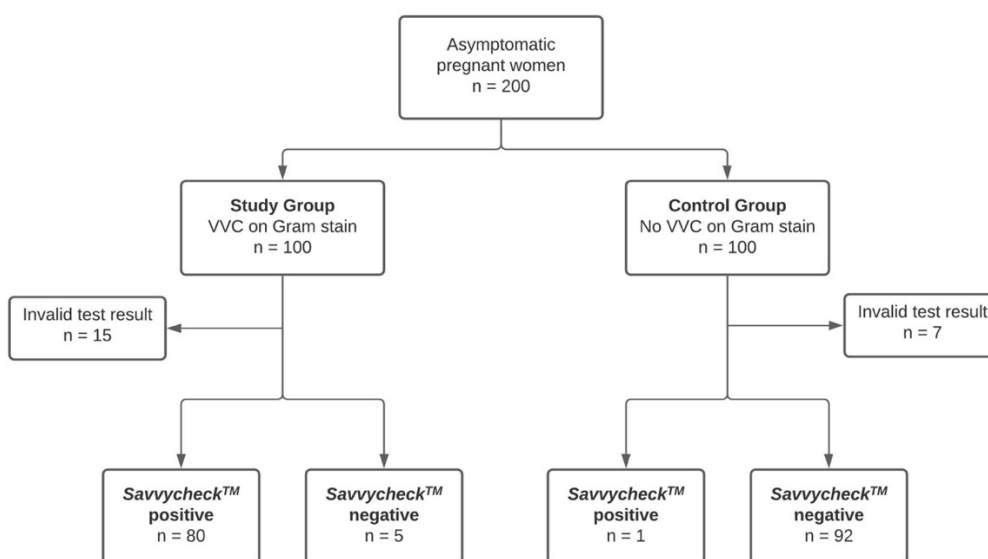 Asymptomatic
pregnant women
n = 200
Study Group
VVC on Gram stain
n = 100
Control Group
No VVC on Gram stain
n = 100
Invalid test result
n = 15
Invalid test result
n = 7
Savvycheck™
positive
n = 80
Savvycheck™
negative
n = 5
Savvycheck™
positive
n = 1
Savvycheck™
negative
n = 92